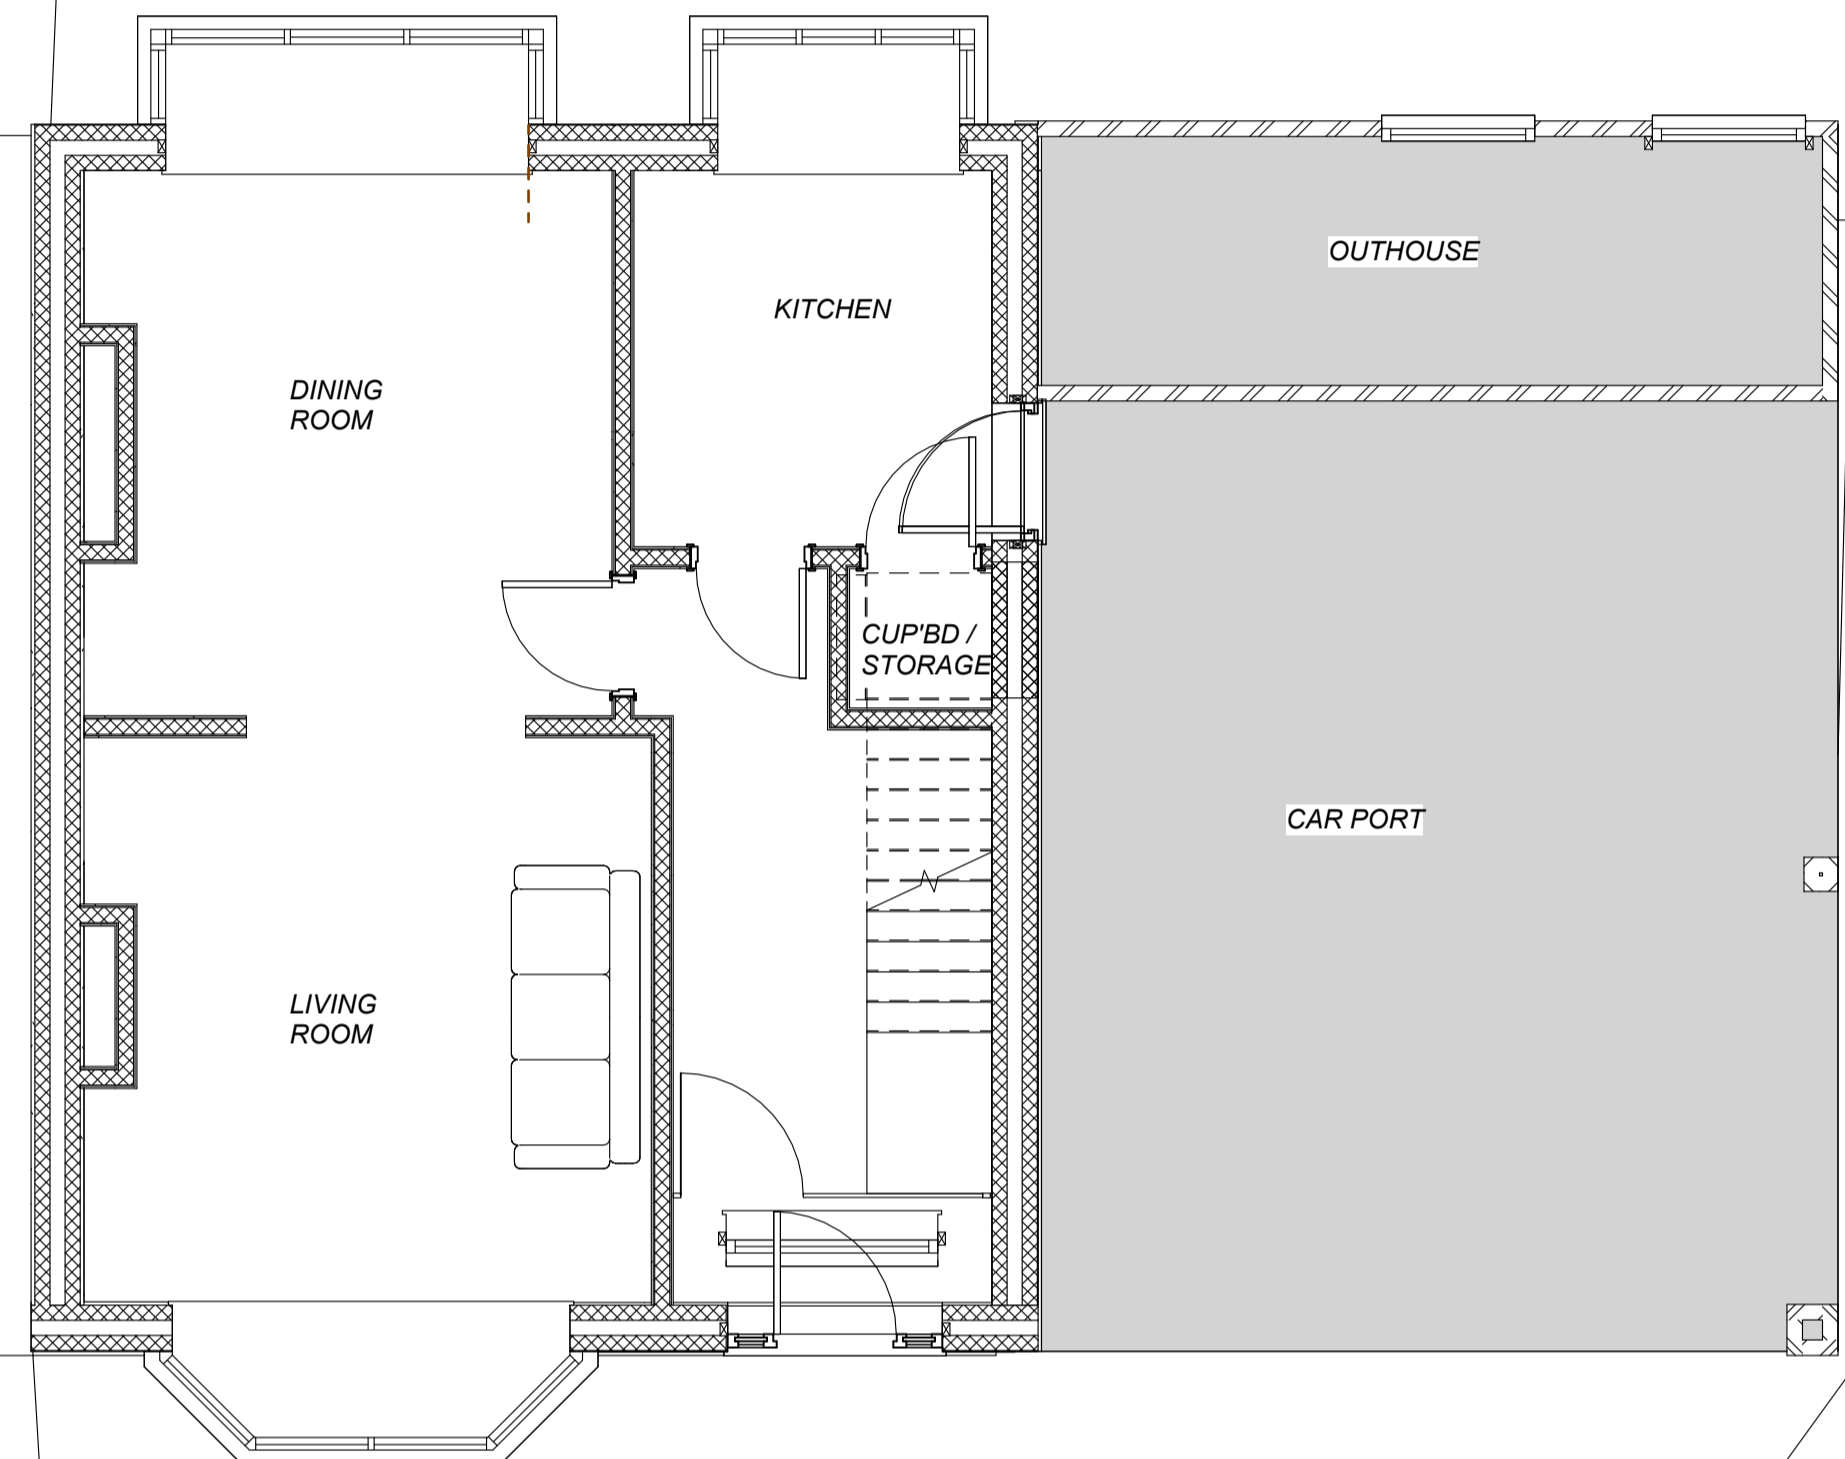 OUTHOUSE
KITCHEN
DINING
ROOM
CUP'BD /
STORAGE
CAR PORT
LIVING
ROOM